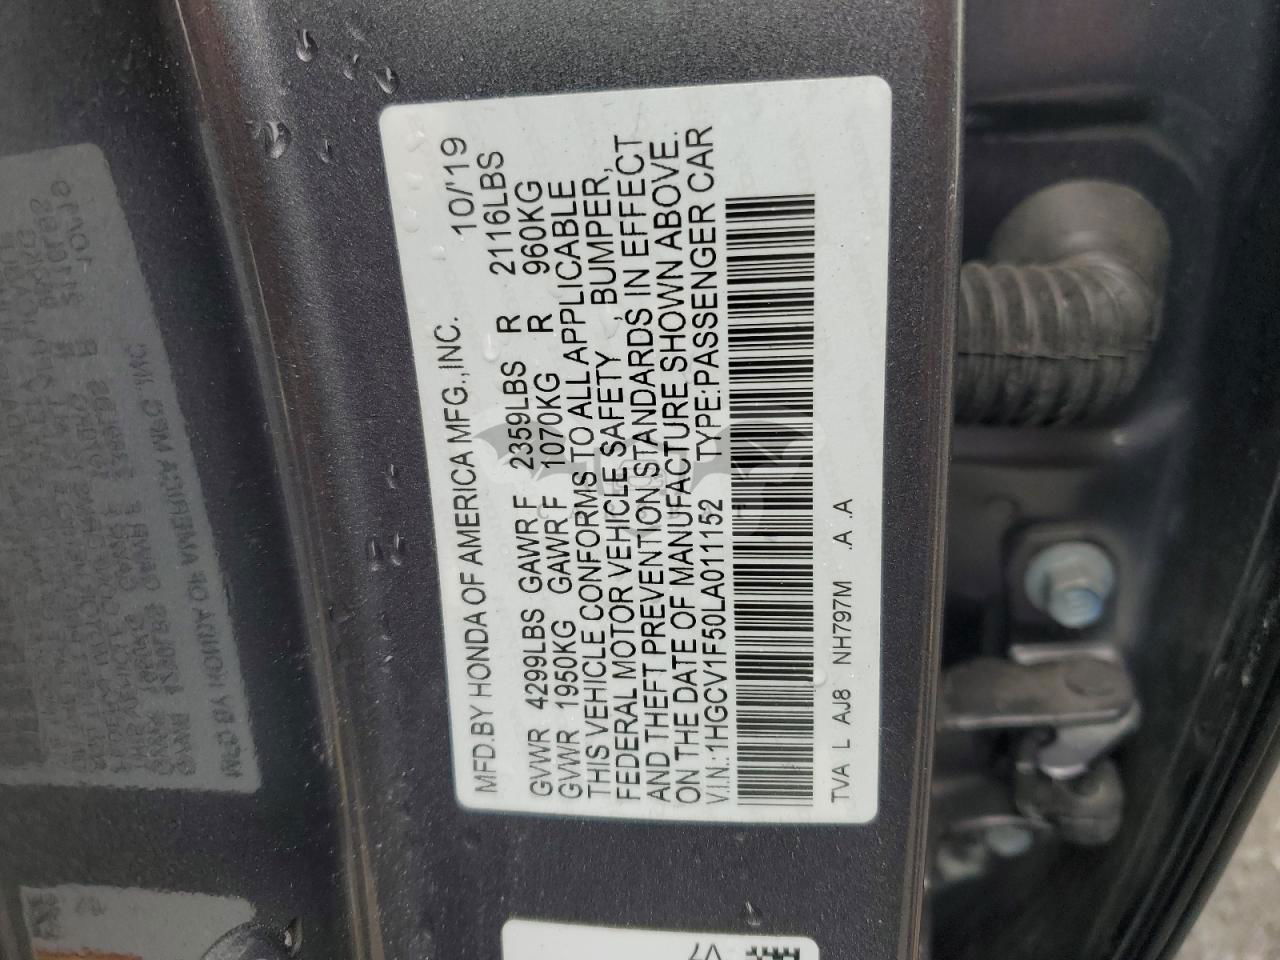 MFD.BY HONDA OF AMERICA MFG.,INC. 10/'19
GVWR 4299LBS GAWR F 2359LBS R 2116LBS
GVWR 1950KG GAWR F 1070KG R 960KG
THIS VEHICLE CONFORMS TO ALL APPLICABLE
FEDERAL MOTOR VEHICLE SAFETY , BUMPER,
AND THEFT PREVENTION STANDARDS IN EFFECT
ON THE DATE OF MANUFACTURE SHOWN ABOVE.
V.I.N.:1HGCV1F50LA011152 TYPE:PASSENGER CAR
TVA L AJ8 NH797M .A .A